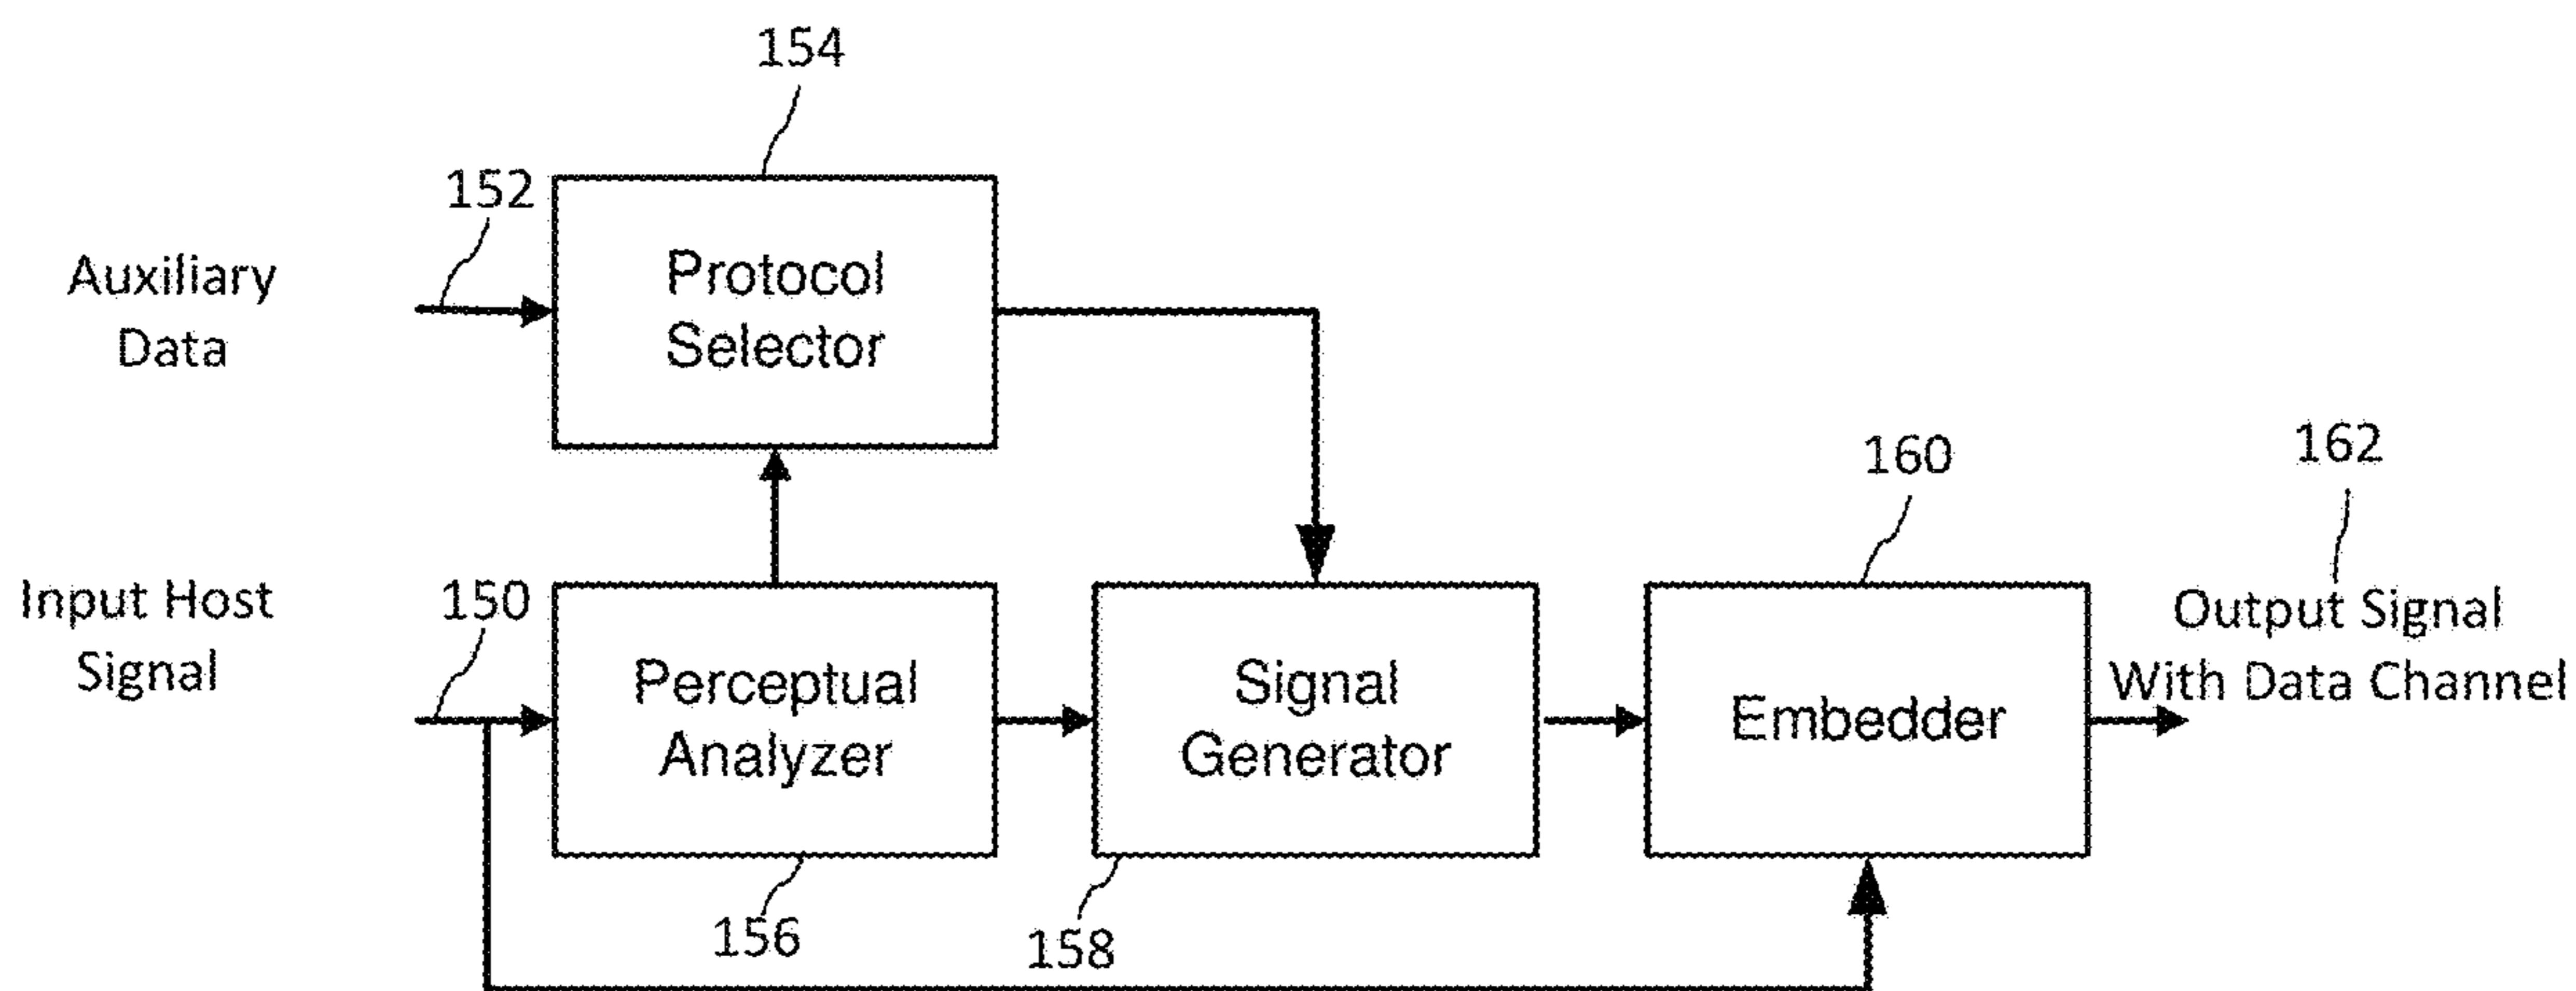 154
152
Auxiliary
Data
Protocol
Selector
160
162
Input Host
Signal
150
Perceptual
Analyzer
Signal
Generator
Embedder
Output Signal
With Data Channel
156
158